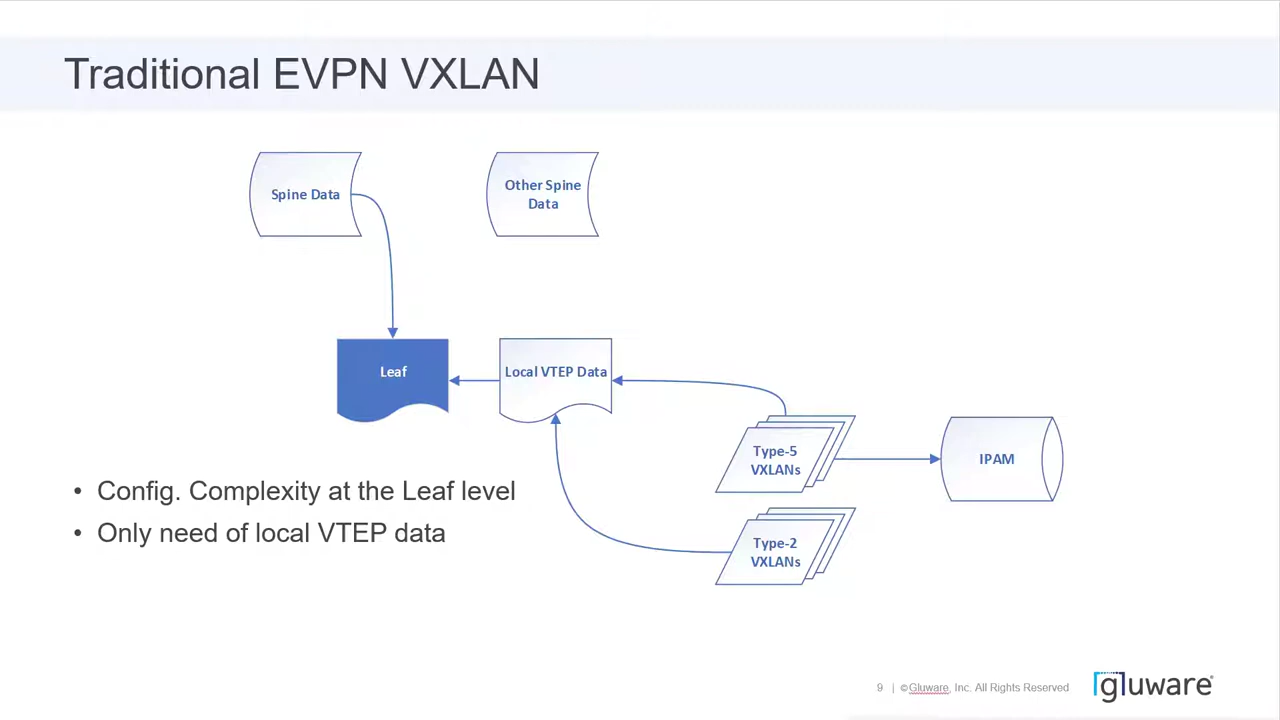 Traditional EVPN VXLAN
Spine Data
Other Spine
Data
Leaf
Local VTEP Data
Type-5
VXLANs
IPAM
• Config. Complexity at the Leaf level
• Only need of local VTEP data
Type-2
VXLANs
9 | ©Gluware, Inc. All Rights Reserved
[gluware]